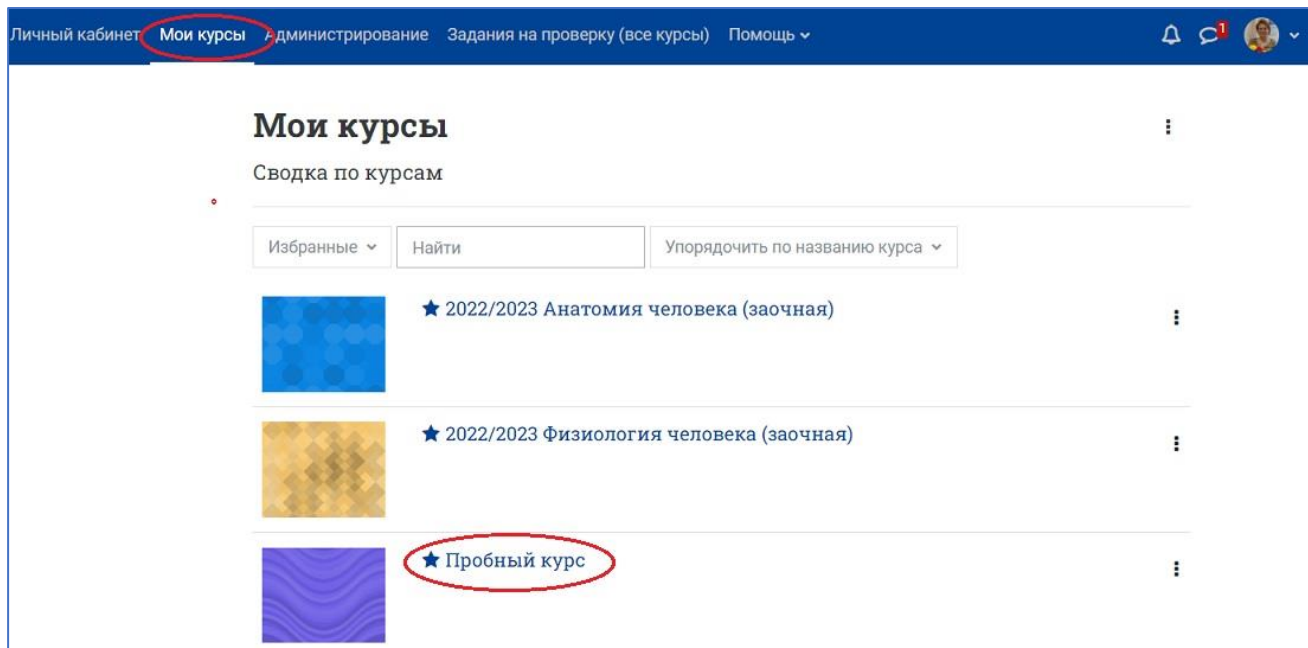 Личный кабинет Мои курсы Администрирование Задания на проверку (все курсы) Помощь 1
Мои курсы
Сводка по курсам
Избранные Найти Упорядочить по названию курса
2022/2023 Анатомия человека (заочная)
2022/2023 Физиология человека (заочная)
Пробный курс